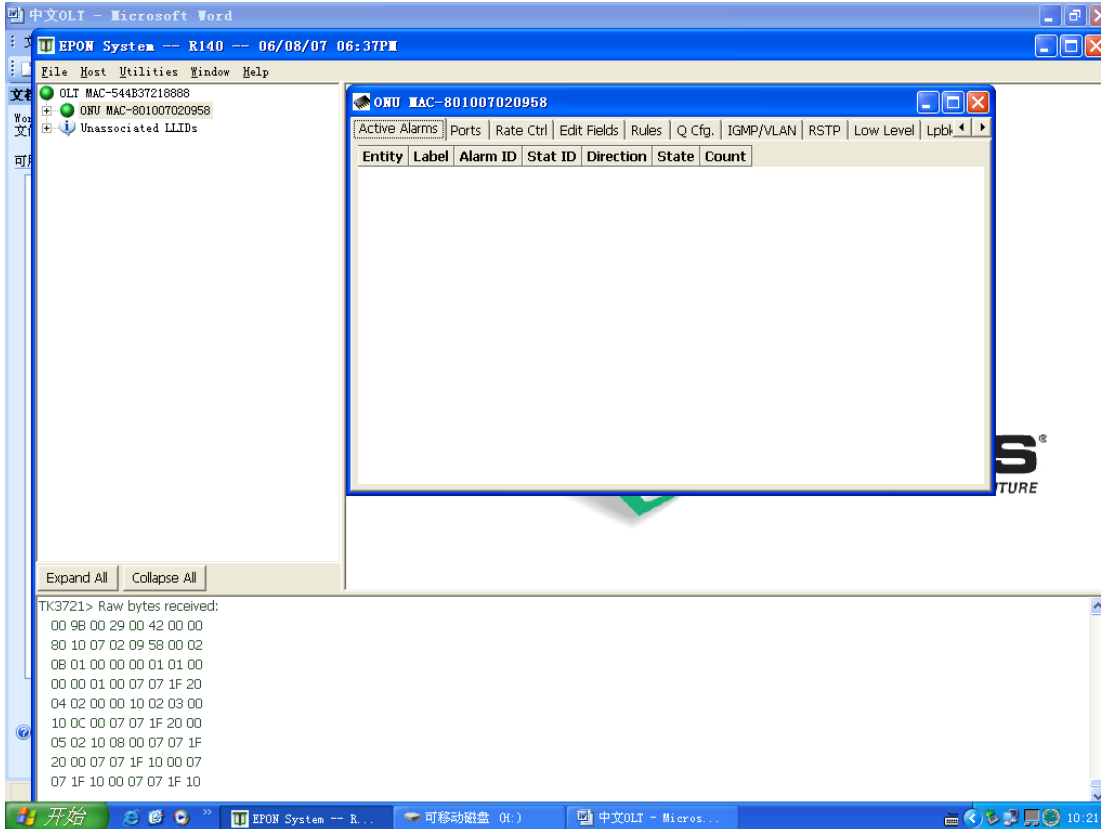 中文OLT - Microsoft Word
EPON System -- R140 -- 06/08/07 06:37PM
File Host Utilities Window Help
OLT MAC-544B37218888
ONU MAC-801007020958
Unassociated LLIDs
ONU MAC-801007020958
Active Alarms Ports Rate Ctrl Edit Fields Rules Q Cfg. IGMP/VLAN RSTP Low Level Lpbk
Entity Label Alarm ID Stat ID Direction State Count
S®
TURE
Expand All Collapse All
TK3721> Raw bytes received:
00 9B 00 29 00 42 00 00
80 10 07 02 09 58 00 02
0B 01 00 00 00 01 01 00
00 00 01 00 07 07 1F 20
04 02 00 00 10 02 03 00
10 0C 00 07 07 1F 20 00
05 02 10 08 00 07 07 1F
20 00 07 07 1F 10 00 07
07 1F 10 00 07 07 1F 10
开始 EPON System -- R... 可移动磁盘 (H:) 中文OLT - Micros... 10:21